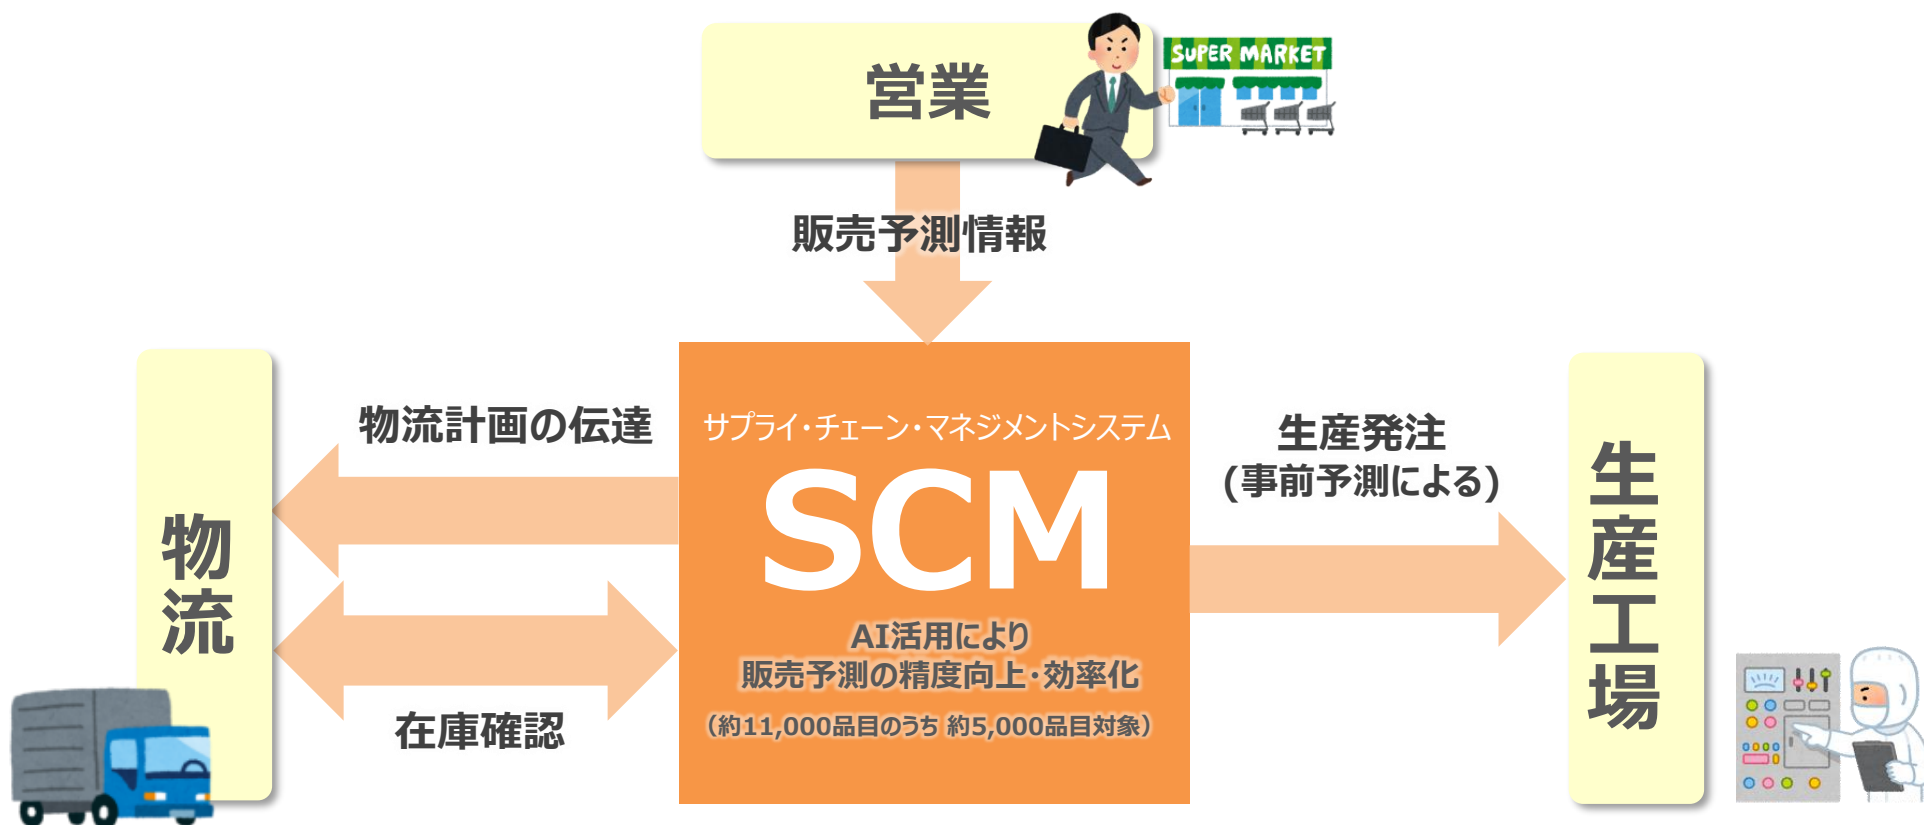 営業
SUPER MARKET
販売予測情報
物流計画の伝達
サプライ・チェーン・マネジメントシステム
SCM
AI活用により
販売予測の精度向上・効率化
（約11,000品目のうち 約5,000品目対象）
生産発注
(事前予測による)
物流
在庫確認
生産工場